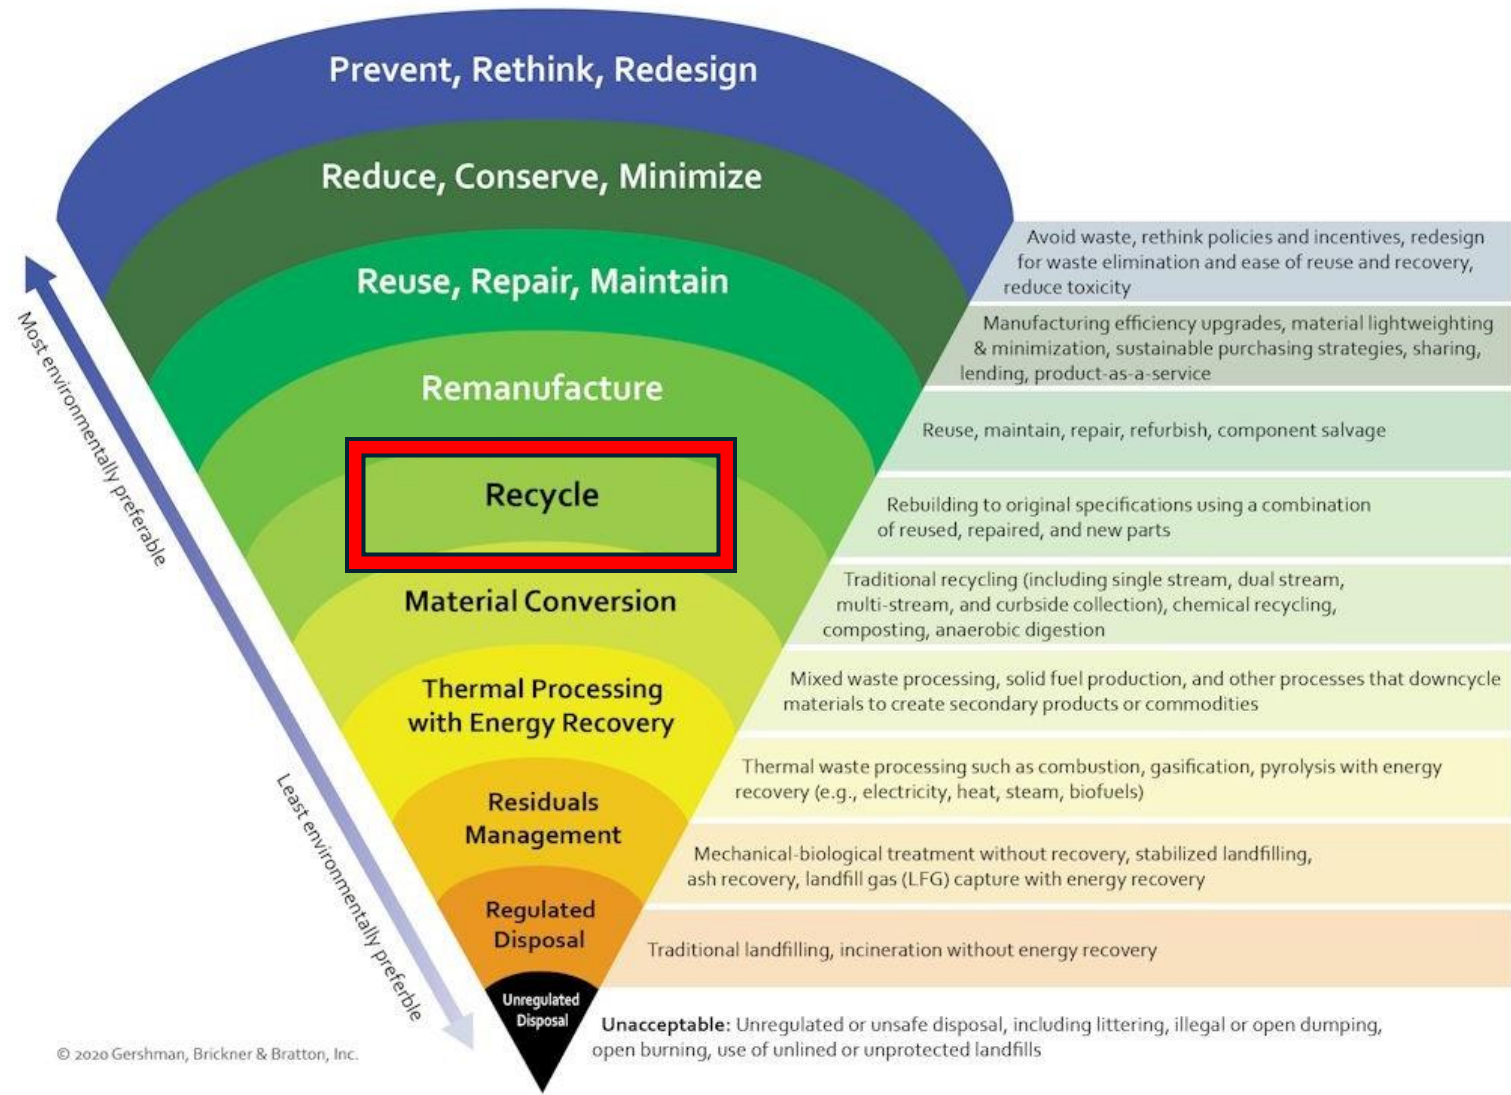 Prevent, Rethink, Redesign
Reduce, Conserve, Minimize
Reuse, Repair, Maintain
Remanufacture
Recycle
Material Conversion
Thermal Processing
with Energy Recovery
Residuals
Management
Regulated
Disposal
Unregulated
Disposal
Most environmentally preferable
Least environmentally preferble
Avoid waste, rethink policies and incentives, redesign
for waste elimination and ease of reuse and recovery,
reduce toxicity
Manufacturing efficiency upgrades, material lightweighting
& minimization, sustainable purchasing strategies, sharing,
lending, product-as-a-service
Reuse, maintain, repair, refurbish, component salvage
Rebuilding to original specifications using a combination
of reused, repaired, and new parts
Traditional recycling (including single stream, dual stream,
multi-stream, and curbside collection), chemical recycling,
composting, anaerobic digestion
Mixed waste processing, solid fuel production, and other processes that downcycle
materials to create secondary products or commodities
Thermal waste processing such as combustion, gasification, pyrolysis with energy
recovery (e.g., electricity, heat, steam, biofuels)
Mechanical-biological treatment without recovery, stabilized landfilling,
ash recovery, landfill gas (LFG) capture with energy recovery
Traditional landfilling, incineration without energy recovery
Unacceptable: Unregulated or unsafe disposal, including littering, illegal or open dumping,
open burning, use of unlined or unprotected landfills
© 2020 Gershman, Brickner & Bratton, Inc.